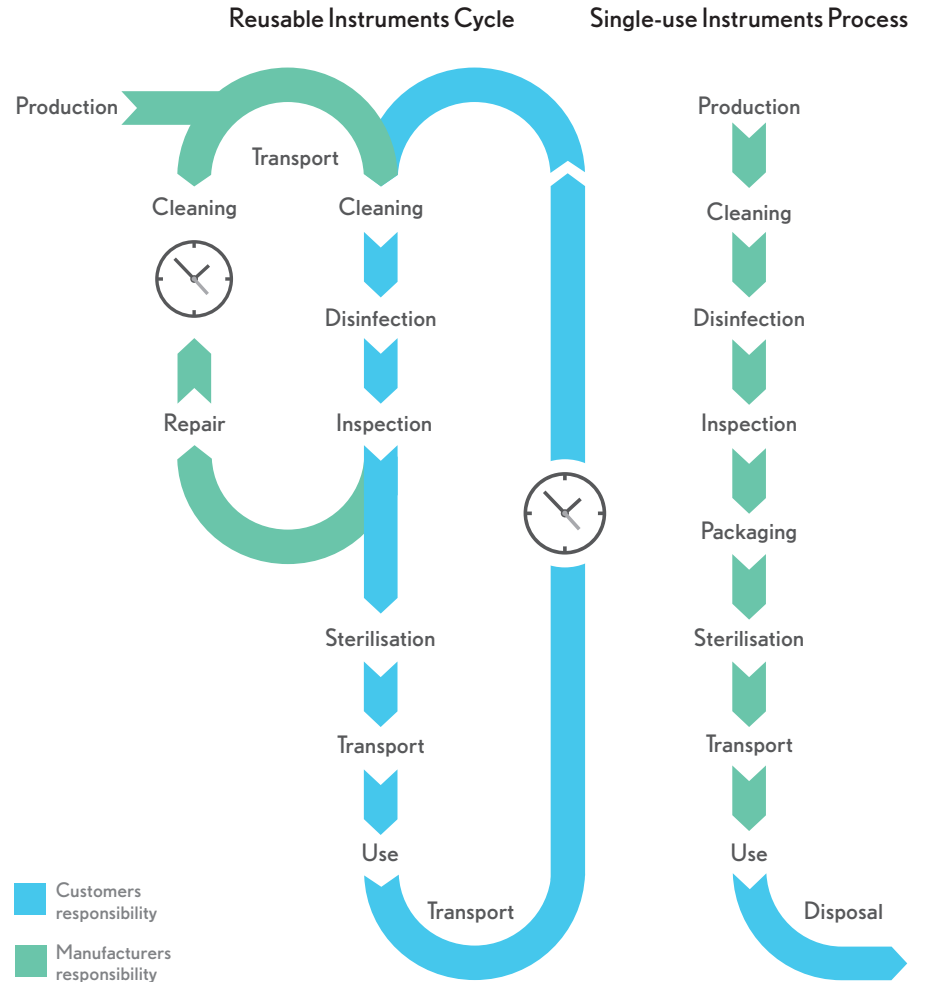 Reusable Instruments Cycle
Single-use Instruments Process
Production
Transport
Cleaning
Cleaning
Disinfection
Repair
Inspection
Sterilisation
Transport
Use
Transport
Production
Cleaning
Disinfection
Inspection
Packaging
Sterilisation
Transport
Use
Disposal
Customers
responsibility
Manufacturers
responsibility